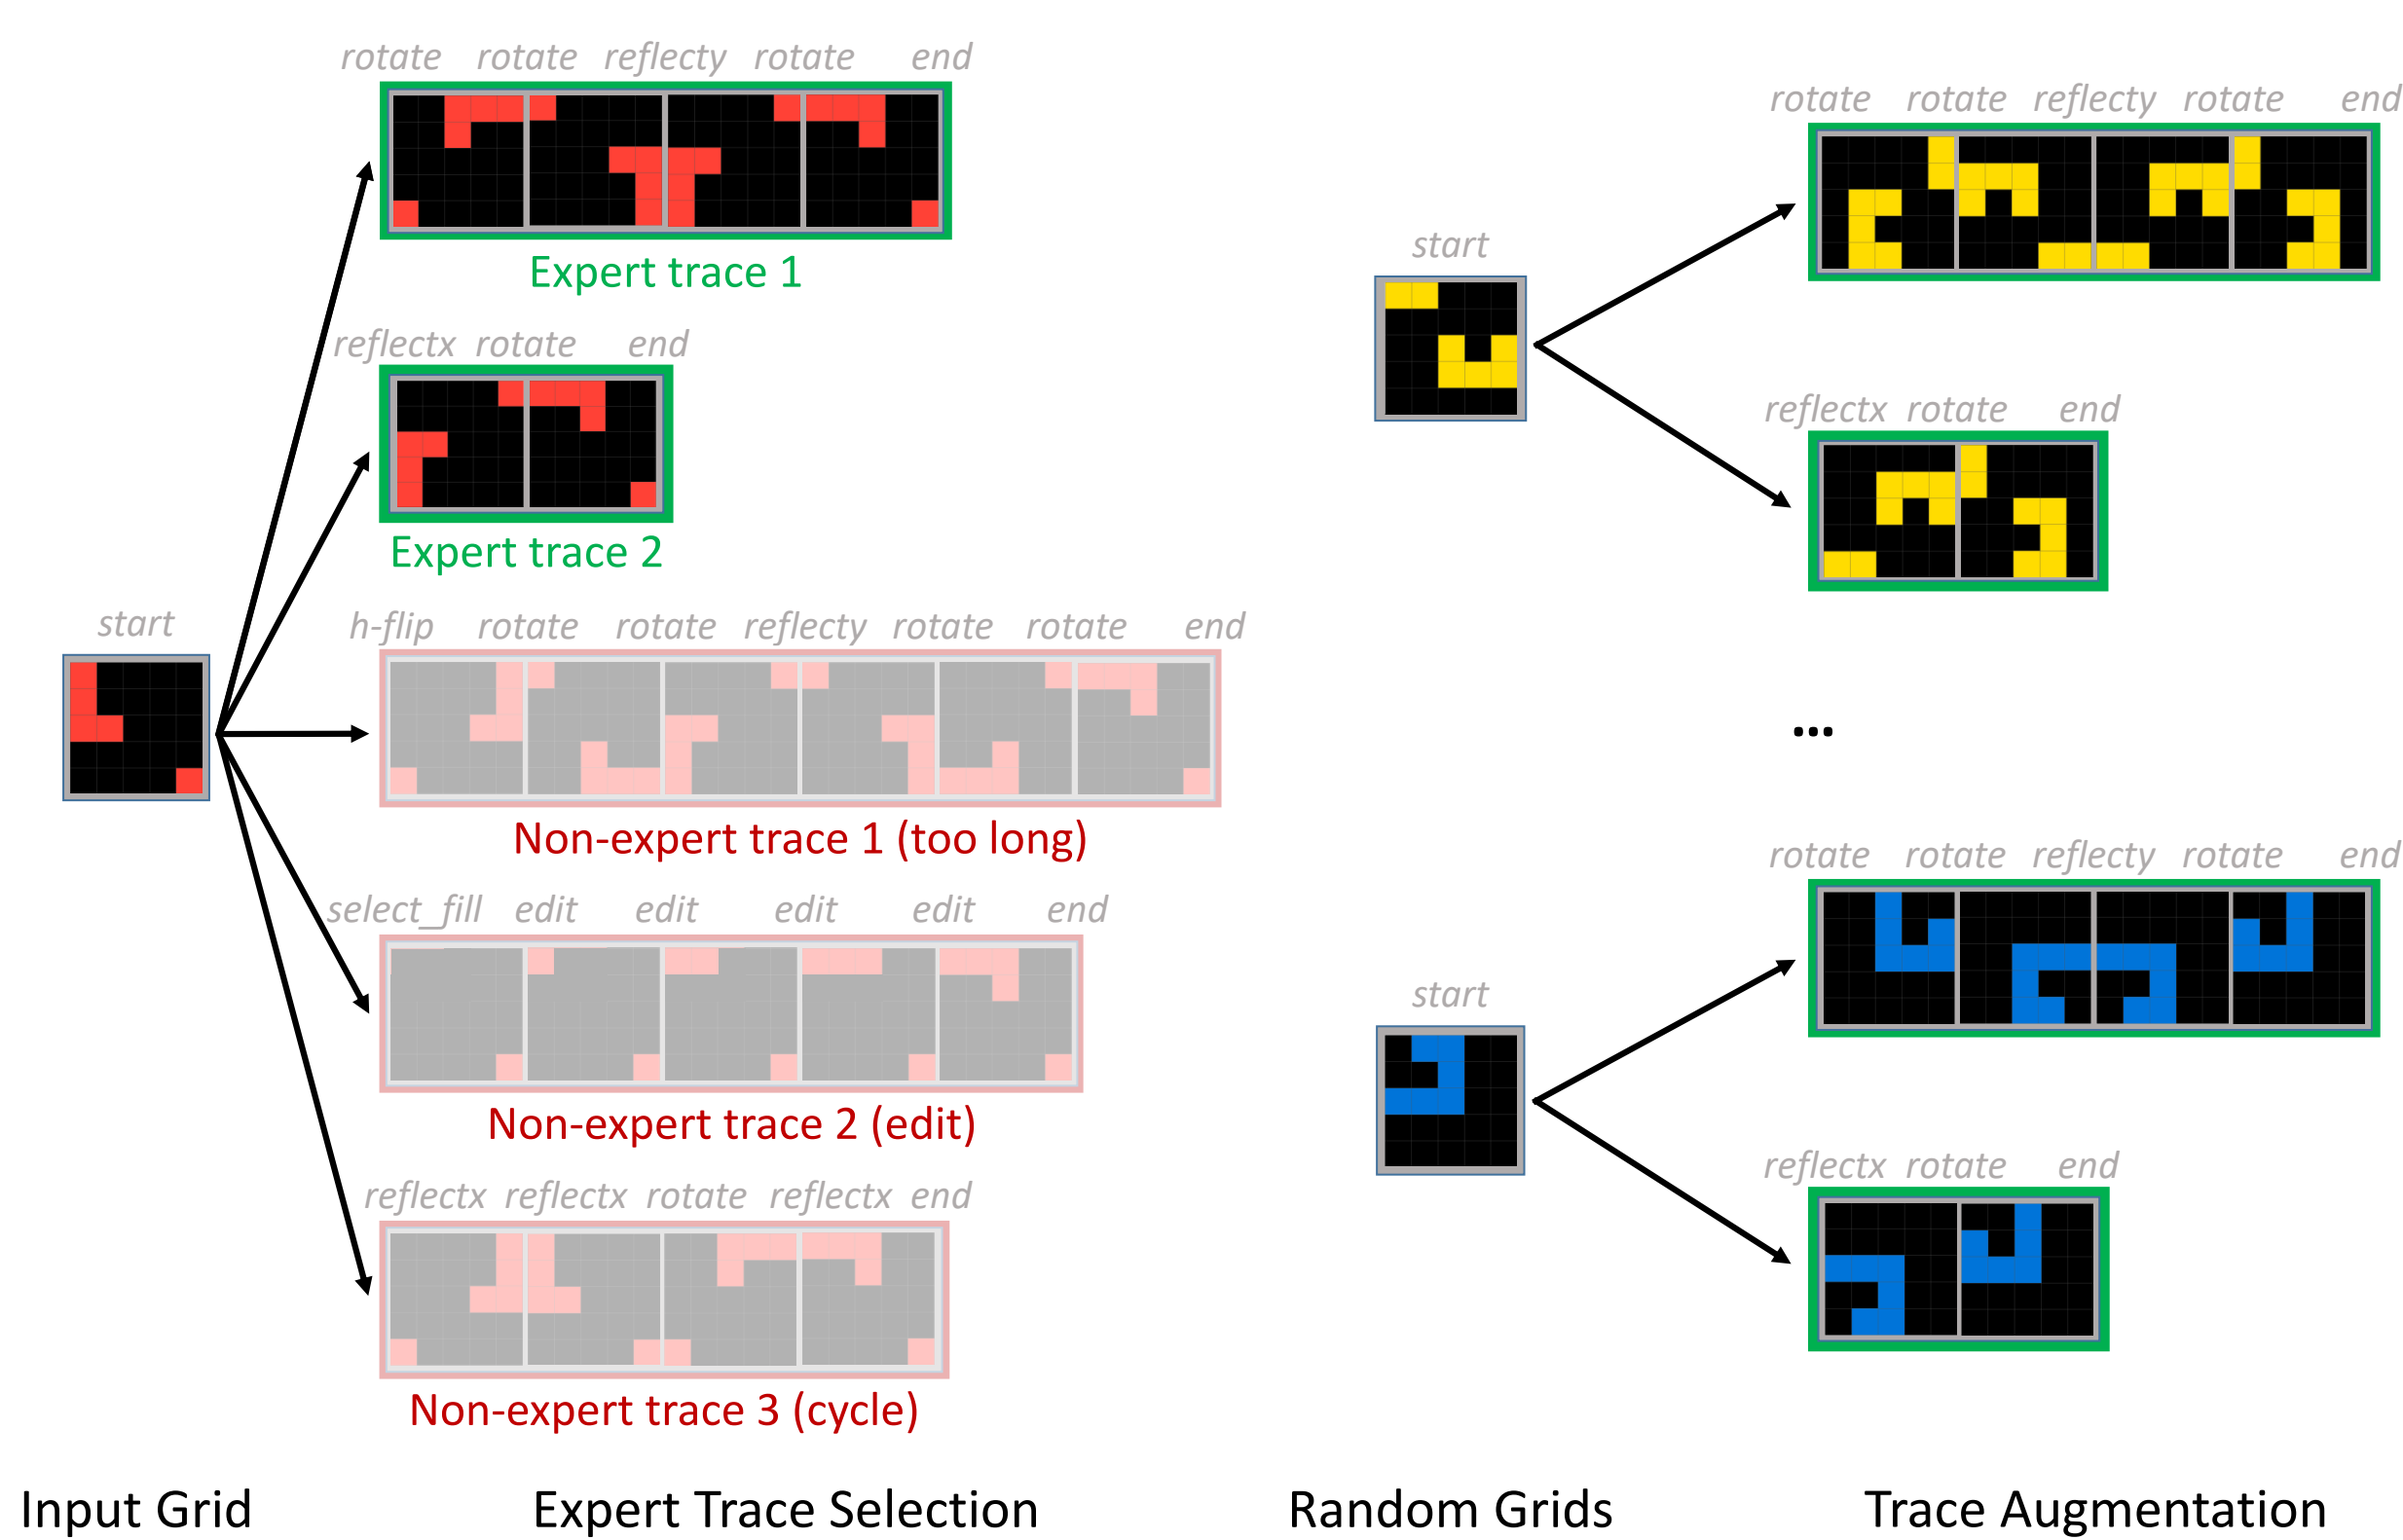 rotate rotate reflecty rotate end
Expert trace 1
reflectx rotate end
Expert trace 2
start
h-flip rotate rotate reflecty rotate rotate end
Non-expert trace 1 (too long)
select_fill edit edit edit edit end
Non-expert trace 2 (edit)
reflectx reflectx rotate reflectx end
Non-expert trace 3 (cycle)
rotate rotate reflecty rotate end
start
reflectx rotate end
...
rotate rotate reflecty rotate end
start
reflectx rotate end
Input Grid Expert Trace Selection Random Grids Trace Augmentation